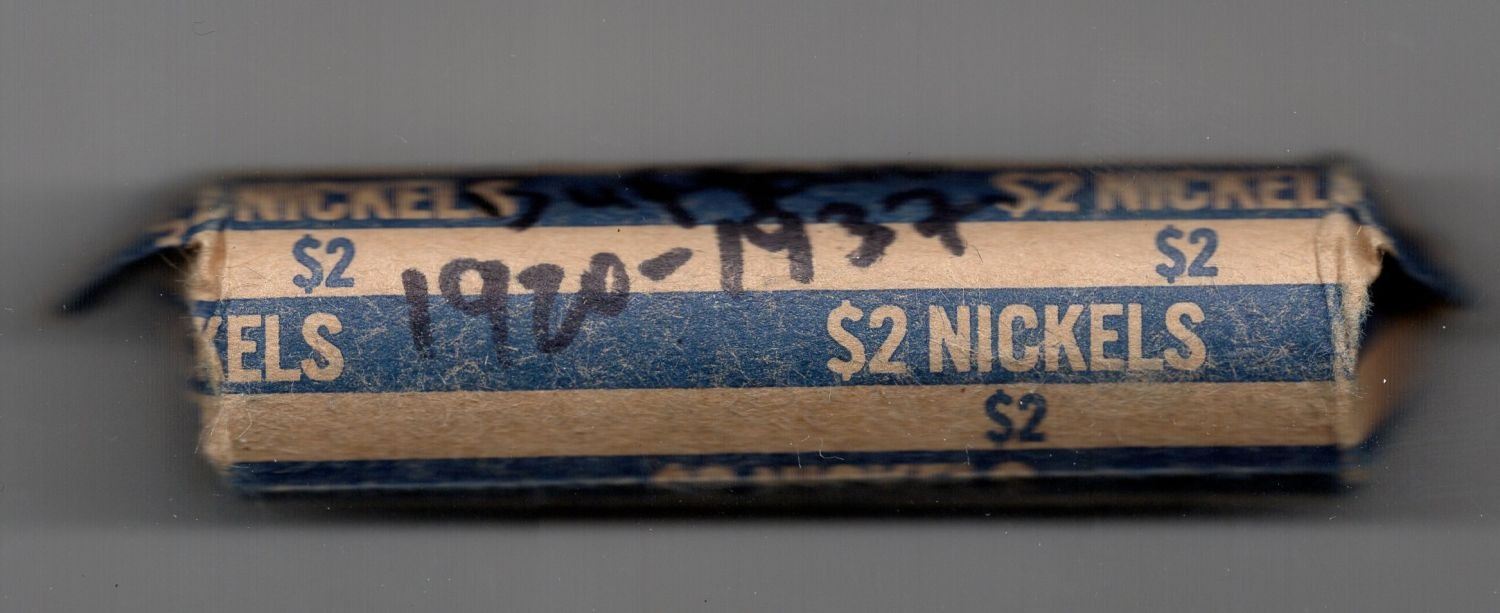 NICKELS $2 NICKELS
$2 $2
1920-1937
KELS $2 NICKELS
$2